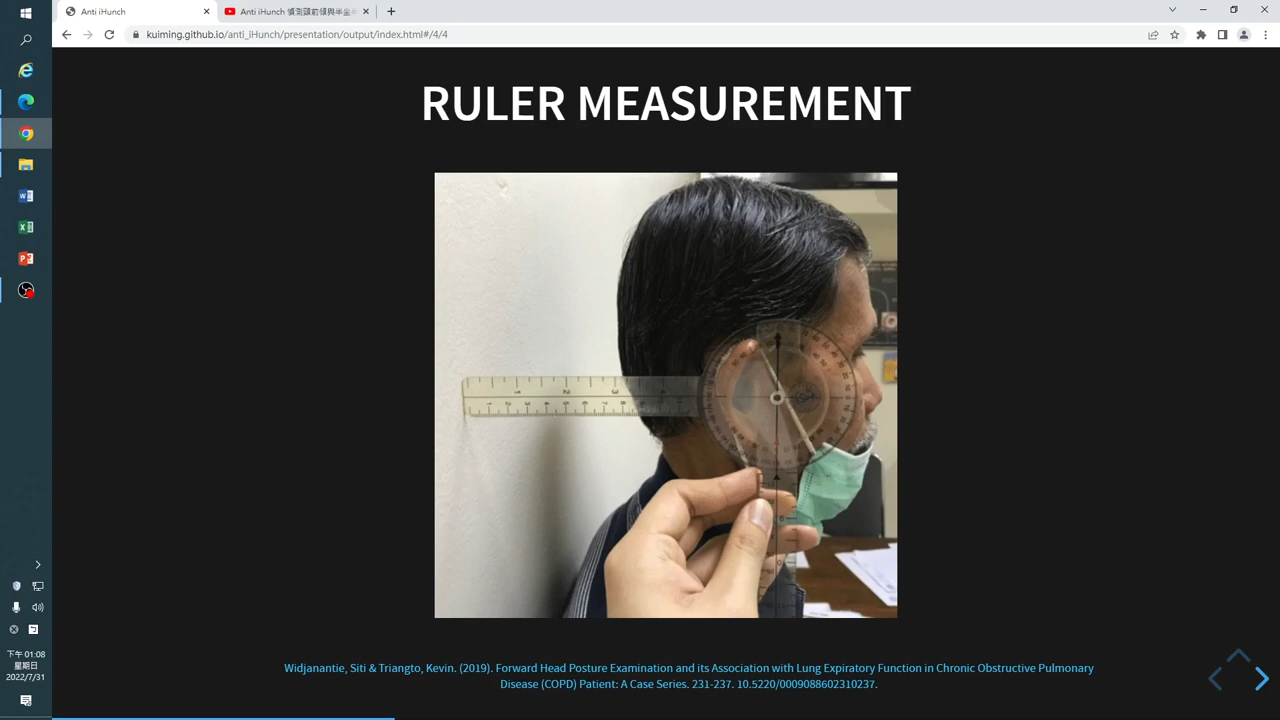 Anti iHunch
Anti iHunch 偵測頭前傾與半坐半
kuiming.github.io/anti_iHunch/presentation/output/index.html#/4/4
RULER MEASUREMENT
Widjanantie, Siti & Triangto, Kevin. (2019). Forward Head Posture Examination and its Association with Lung Expiratory Function in Chronic Obstructive Pulmonary
Disease (COPD) Patient: A Case Series. 231-237. 10.5220/0009088602310237.
下午 01:08
星期日
2022/7/31